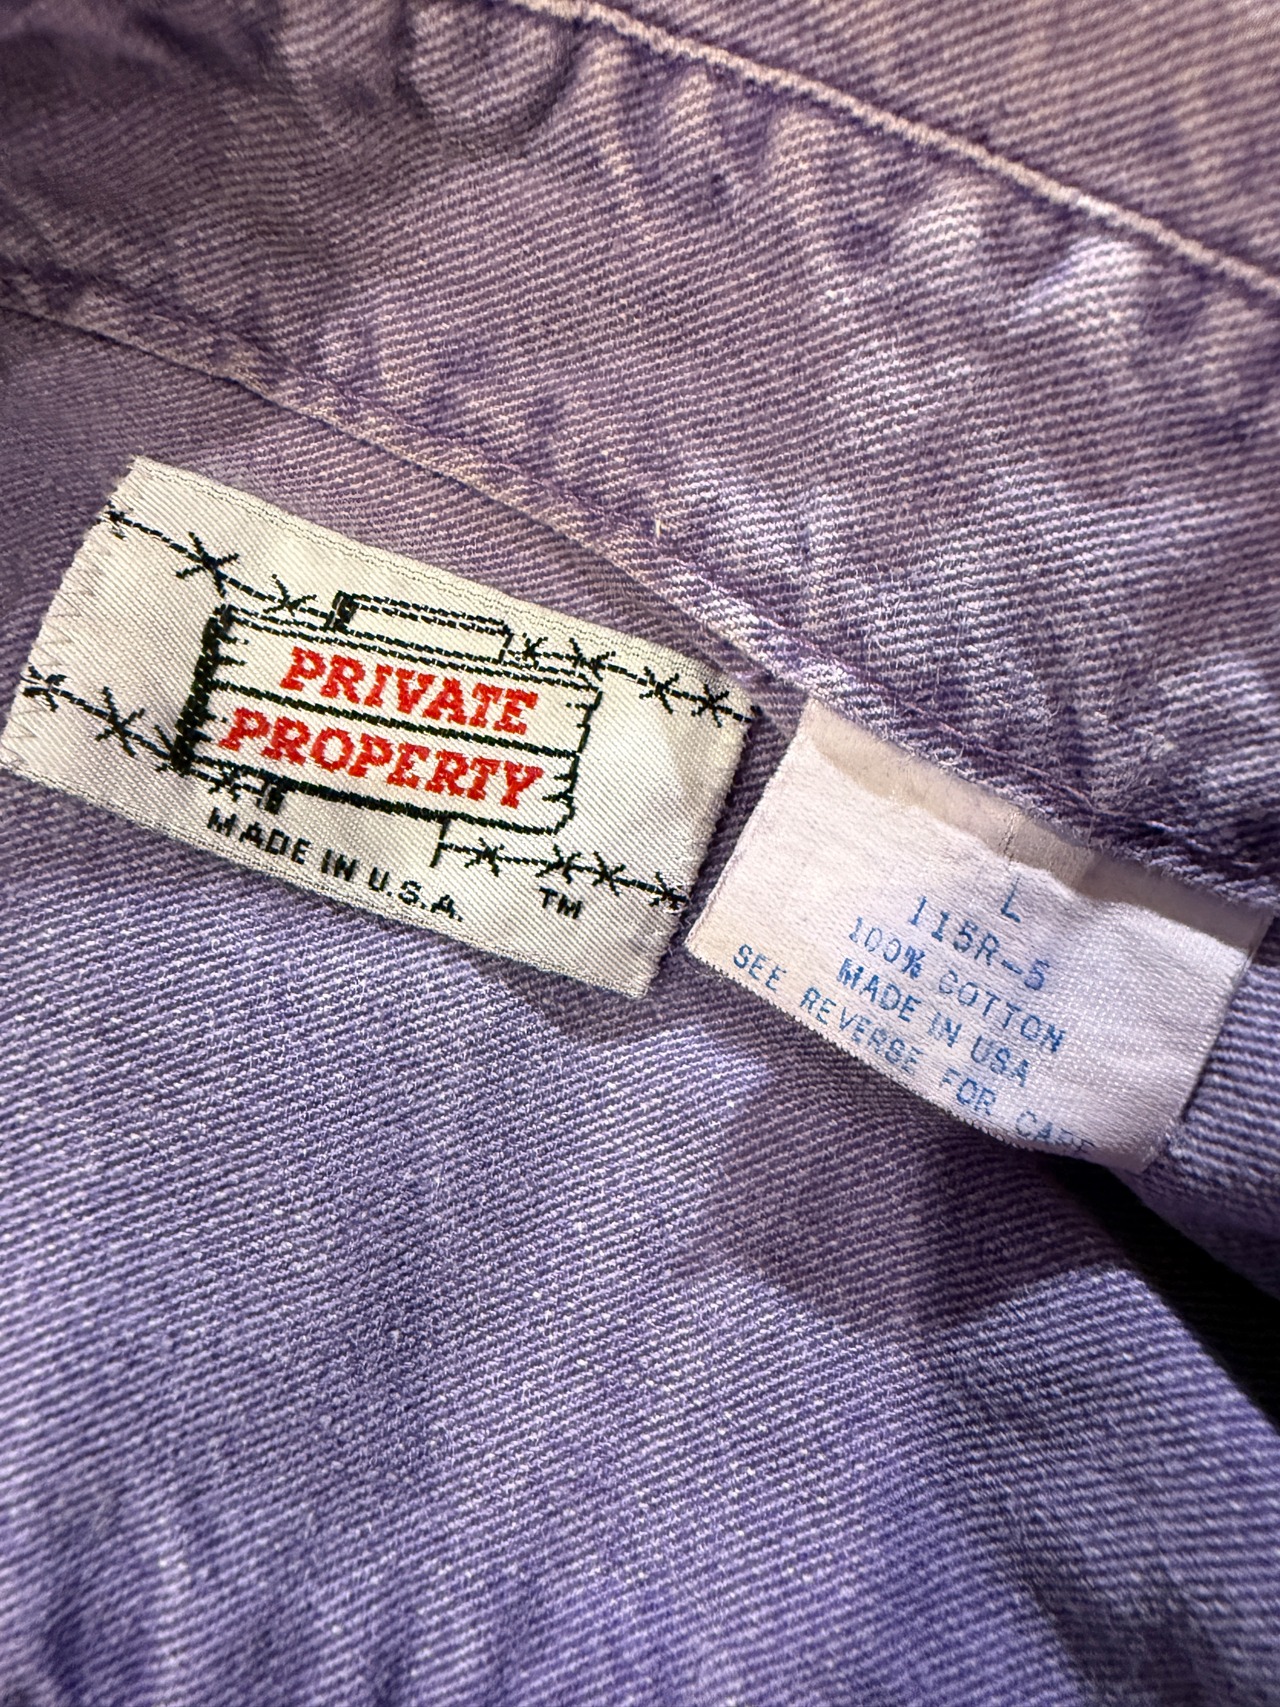 PRIVATE
PROPERTY
MADE IN U.S.A.
TM
L
115R-5
100% COTTON
MADE IN USA
SEE REVERSE FOR CARE